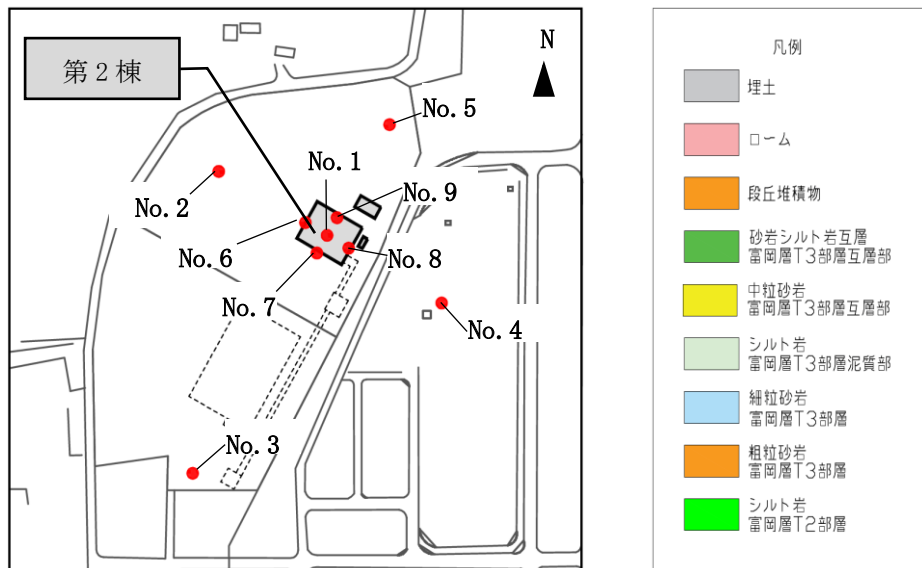 第2棟
N
No.5
No.1
No.2
No.9
No.6
No.8
No.7
No.4
No.3
凡例
埋土
ローム
段丘堆積物
砂岩シルト岩互層
富岡層T3部層互層部
中粒砂岩
富岡層T3部層互層部
シルト岩
富岡層T3部層泥質部
細粒砂岩
富岡層T3部層
粗粒砂岩
富岡層T3部層
シルト岩
富岡層T2部層